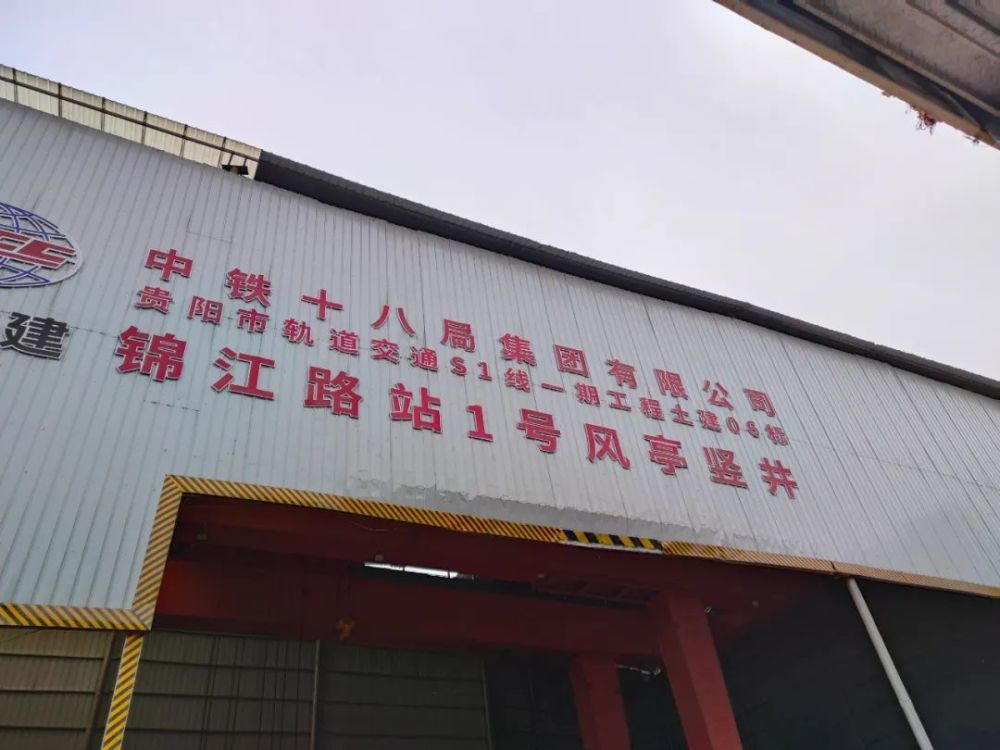 中铁十八局集团有限公司
贵阳市轨道交通S1线一期工程土建06标
锦江路站1号风亭竖井
建